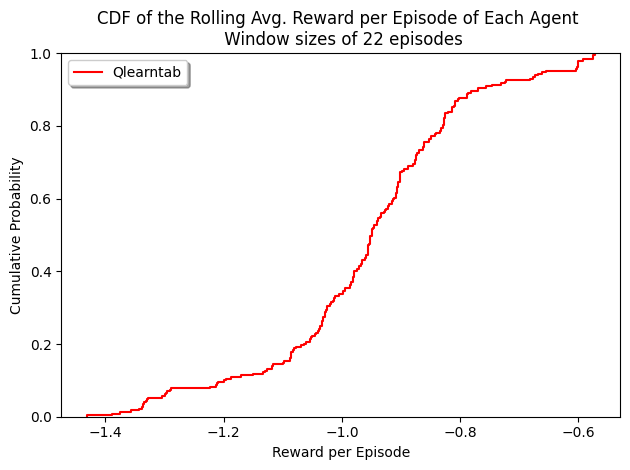 CDF of the Rolling Avg. Reward per Episode of Each Agent
Window sizes of 22 episodes
Qlearntab
1.0
0.8
0.6
0.4
0.2
0.0
Cumulative Probability
−1.4 −1.2 −1.0 −0.8 −0.6
Reward per Episode